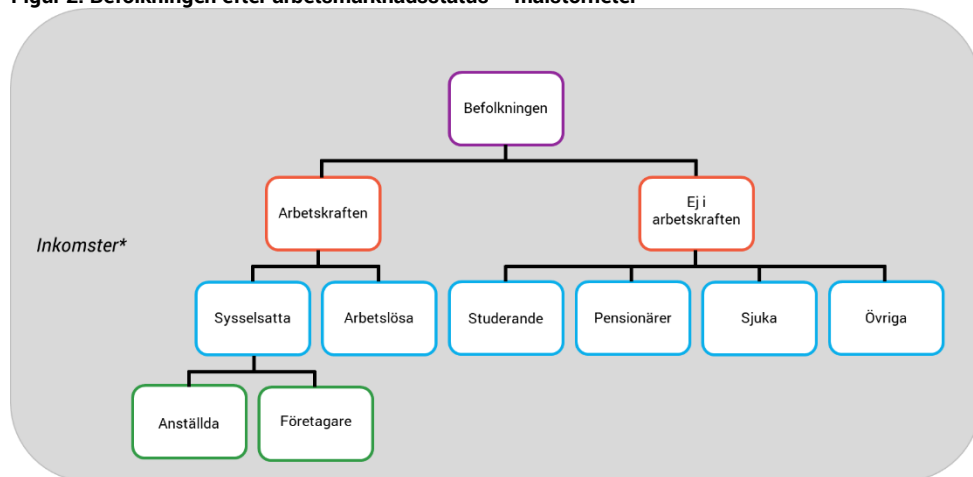 Befolkningen
Arbetskraften
Ej i
arbetskraften
Inkomster*
Sysselsatta
Arbetslösa
Studerande
Pensionärer
Sjuka
Övriga
Anställda
Företagare